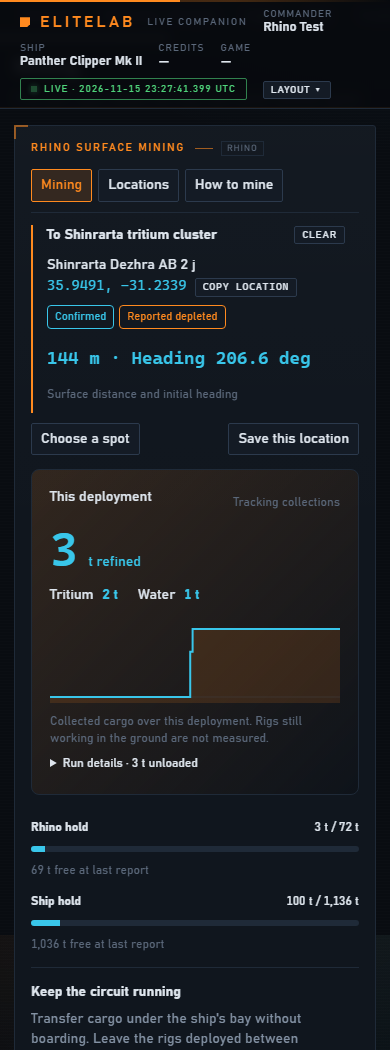 ELITELAB LIVE COMPANION
COMMANDER
Rhino Test
SHIP
Panther Clipper Mk II
CREDITS
—
GAME
—
LIVE · 2026-11-15 23:27:41.399 UTC
LAYOUT ▾
RHINO SURFACE MINING
RHINO
Mining
Locations
How to mine
To Shinrarta tritium cluster
CLEAR
Shinrarta Dezhra AB 2 j
35.9491, −31.2339
COPY LOCATION
Confirmed
Reported depleted
144 m · Heading 206.6 deg
Surface distance and initial heading
Choose a spot
Save this location
This deployment
Tracking collections
3 t refined
Tritium 2 t Water 1 t
Collected cargo over this deployment. Rigs still
working in the ground are not measured.
▶ Run details · 3 t unloaded
Rhino hold
3 t / 72 t
69 t free at last report
Ship hold
100 t / 1,136 t
1,036 t free at last report
Keep the circuit running
Transfer cargo under the ship's bay without
boarding. Leave the rigs deployed between